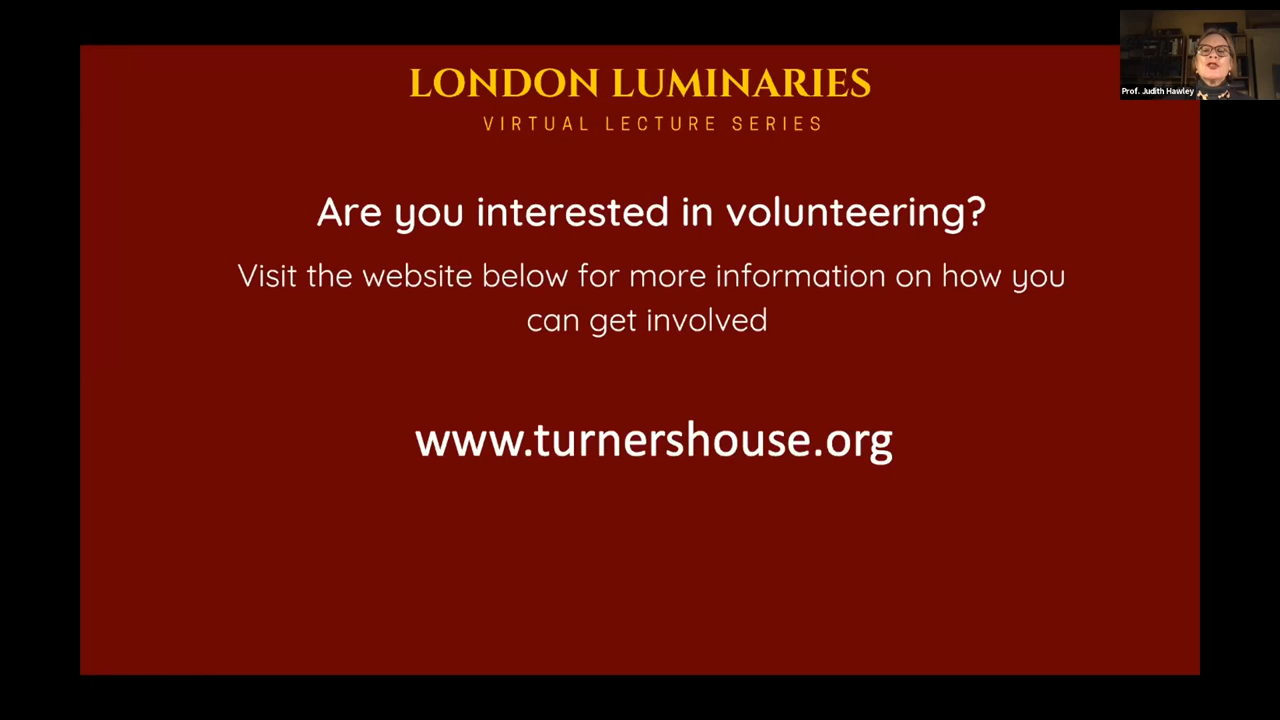 LONDON LUMINARIES
VIRTUAL LECTURE SERIES
Prof. Judith Hawley
Are you interested in volunteering?
Visit the website below for more information on how you
can get involved
www.turnershouse.org